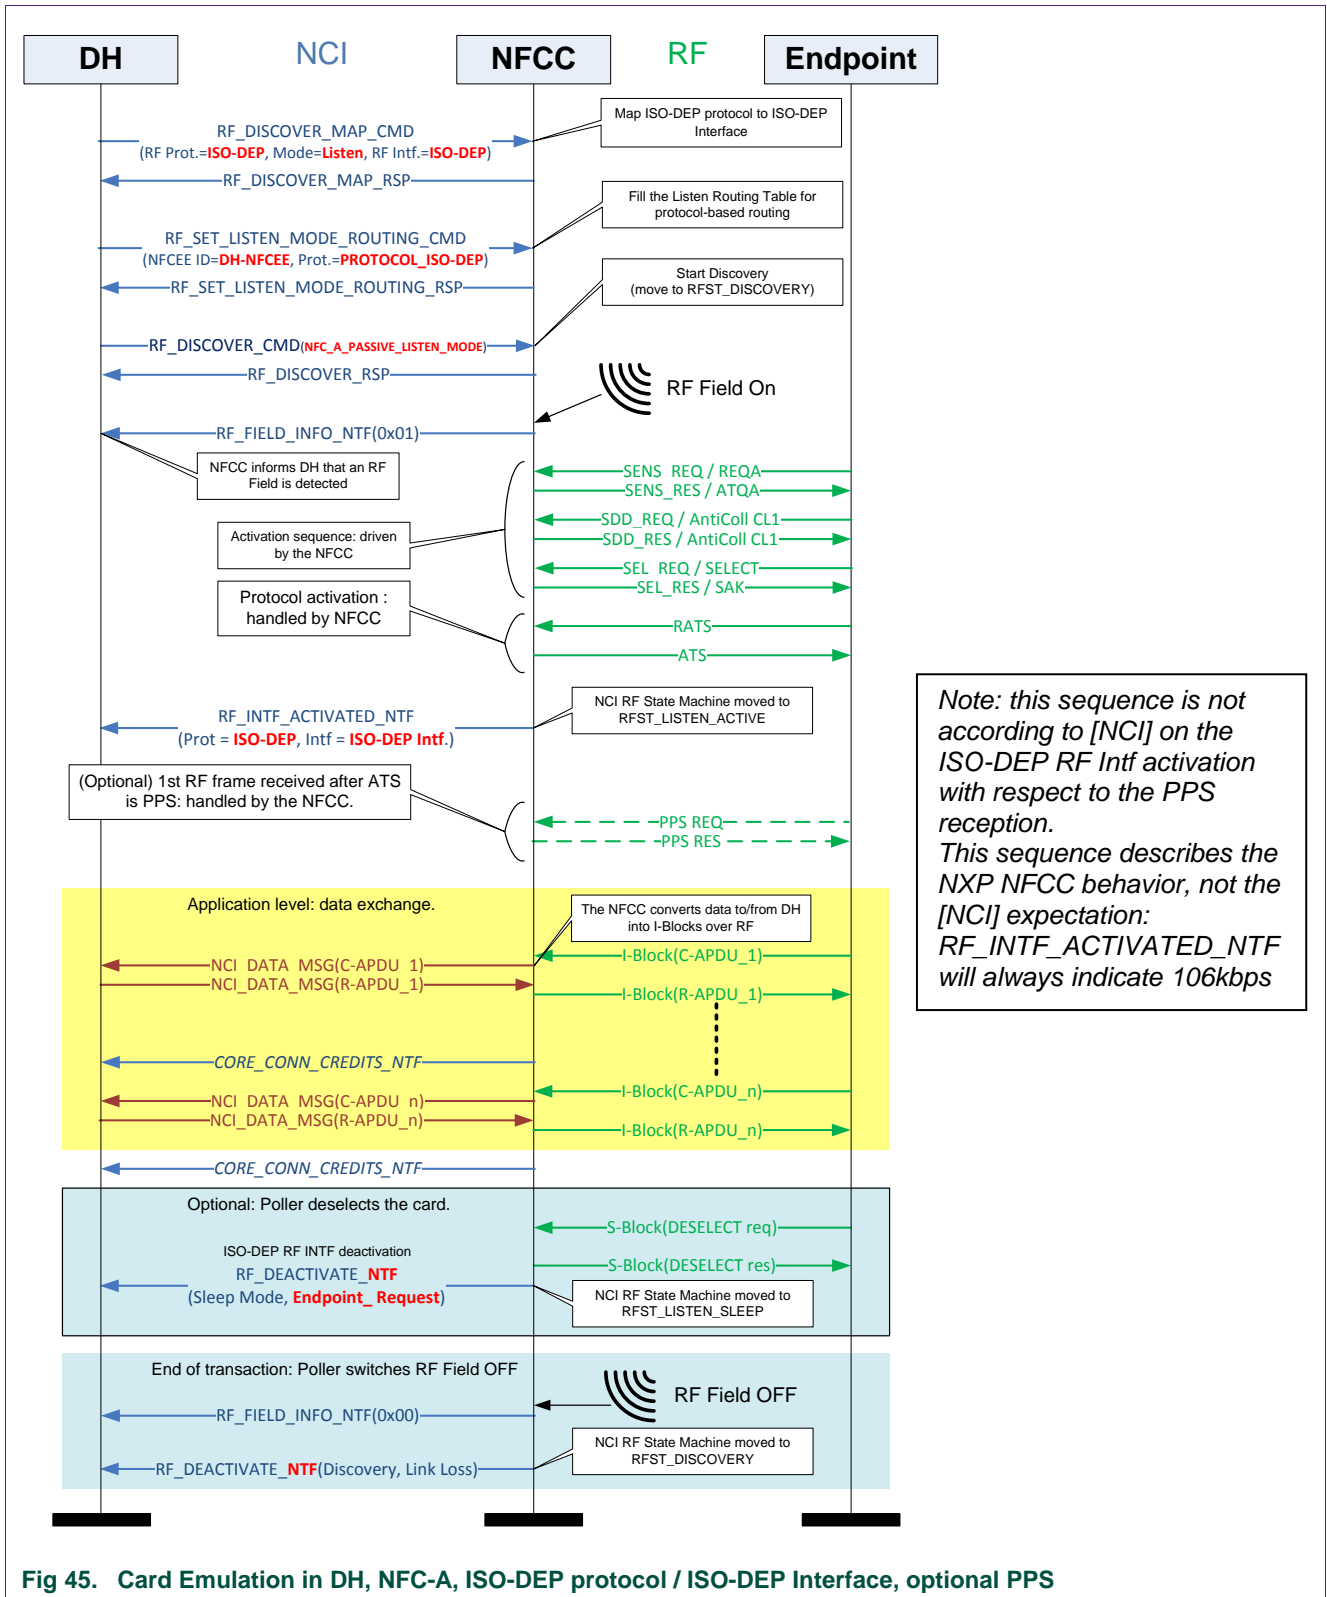 DH
NCI
NFCC
RF
Endpoint
Map ISO-DEP protocol to ISO-DEP
Interface
RF_DISCOVER_MAP_CMD
(RF Prot.=ISO-DEP, Mode=Listen, RF Intf.=ISO-DEP)
RF_DISCOVER_MAP_RSP
Fill the Listen Routing Table for
protocol-based routing
RF_SET_LISTEN_MODE_ROUTING_CMD
(NFCEE ID=DH-NFCEE, Prot.=PROTOCOL_ISO-DEP)
Start Discovery
(move to RFST_DISCOVERY)
RF_SET_LISTEN_MODE_ROUTING_RSP
RF_DISCOVER_CMD(NFC_A_PASSIVE_LISTEN_MODE)
RF_DISCOVER_RSP
RF Field On
RF_FIELD_INFO_NTF(0x01)
NFCC informs DH that an RF
Field is detected
SENS_REQ / REQA
SENS_RES / ATQA
SDD_REQ / AntiColl CL1
SDD_RES / AntiColl CL1
Activation sequence: driven
by the NFCC
SEL_REQ / SELECT
SEL_RES / SAK
Protocol activation :
handled by NFCC
RATS
ATS
NCI RF State Machine moved to
RFST_LISTEN_ACTIVE
RF_INTF_ACTIVATED_NTF
(Prot = ISO-DEP, Intf = ISO-DEP Intf.)
(Optional) 1st RF frame received after ATS
is PPS: handled by the NFCC.
PPS REQ
PPS RES
Note: this sequence is not
according to [NCI] on the
ISO-DEP RF Intf activation
with respect to the PPS
reception.
This sequence describes the
NXP NFCC behavior, not the
[NCI] expectation:
RF_INTF_ACTIVATED_NTF
will always indicate 106kbps
Application level: data exchange.
The NFCC converts data to/from DH
into I-Blocks over RF
I-Block(C-APDU_1)
NCI_DATA_MSG(C-APDU_1)
NCI_DATA_MSG(R-APDU_1)
I-Block(R-APDU_1)
CORE_CONN_CREDITS_NTF
I-Block(C-APDU_n)
NCI_DATA_MSG(C-APDU_n)
NCI_DATA_MSG(R-APDU_n)
I-Block(R-APDU_n)
CORE_CONN_CREDITS_NTF
Optional: Poller deselects the card.
S-Block(DESELECT req)
ISO-DEP RF INTF deactivation
S-Block(DESELECT res)
RF_DEACTIVATE_NTF
(Sleep Mode, Endpoint_ Request)
NCI RF State Machine moved to
RFST_LISTEN_SLEEP
End of transaction: Poller switches RF Field OFF
RF Field OFF
RF_FIELD_INFO_NTF(0x00)
NCI RF State Machine moved to
RFST_DISCOVERY
RF_DEACTIVATE_NTF(Discovery, Link Loss)
Fig 45. Card Emulation in DH, NFC-A, ISO-DEP protocol / ISO-DEP Interface, optional PPS